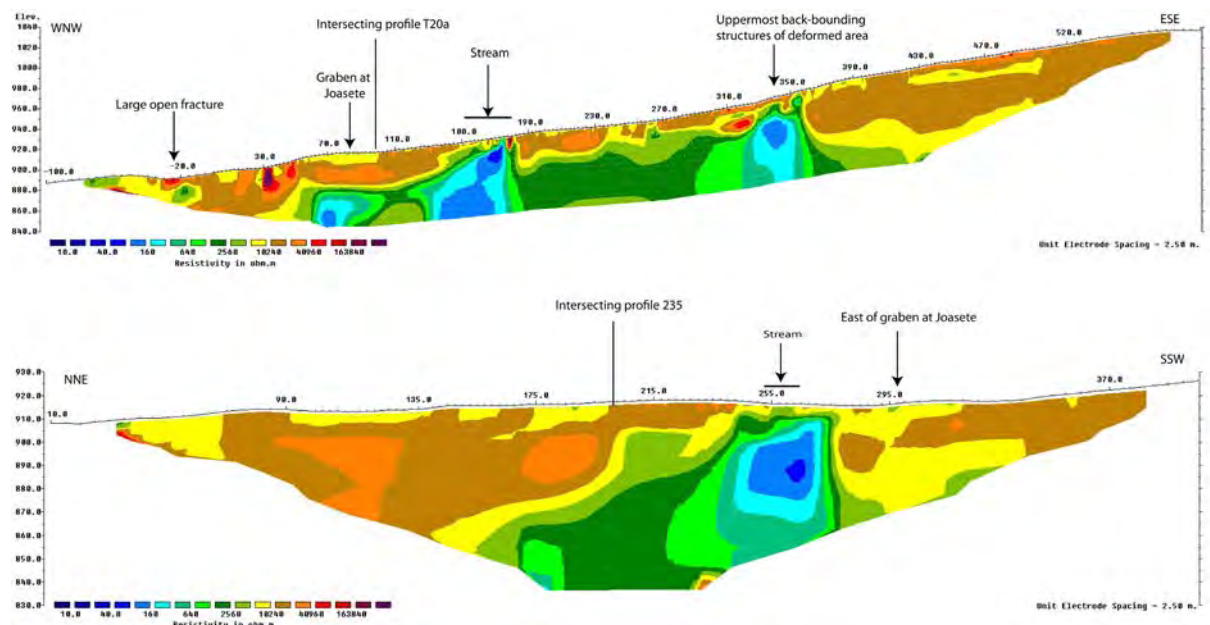 Elev.
WNW
Intersecting profile T20a
Uppermost back-bounding
structures of deformed area
ESE
1040.0
1020.0
1000.0
980.0
960.0
940.0
920.0
900.0
880.0
860.0
840.0
Large open fracture
Graben at
Joasete
Stream
-100.0
-20.0
30.0
70.0
110.0
180.0
190.0
230.0
270.0
310.0
350.0
390.0
430.0
470.0
520.0
10.0 40.0 160 640 2560 10240 40960 163840
Resistivity in ohm.m
Unit Electrode Spacing = 2.50 m.
Intersecting profile 235
Stream
East of graben at Joasete
NNE
SSW
930.0
920.0
910.0
900.0
890.0
880.0
870.0
860.0
850.0
840.0
830.0
10.0
90.0
135.0
175.0
215.0
255.0
295.0
370.0
10.0 40.0 160 640 2560 10240 40960 163840
Resistivity in ohm.m
Unit Electrode Spacing = 2.50 m.